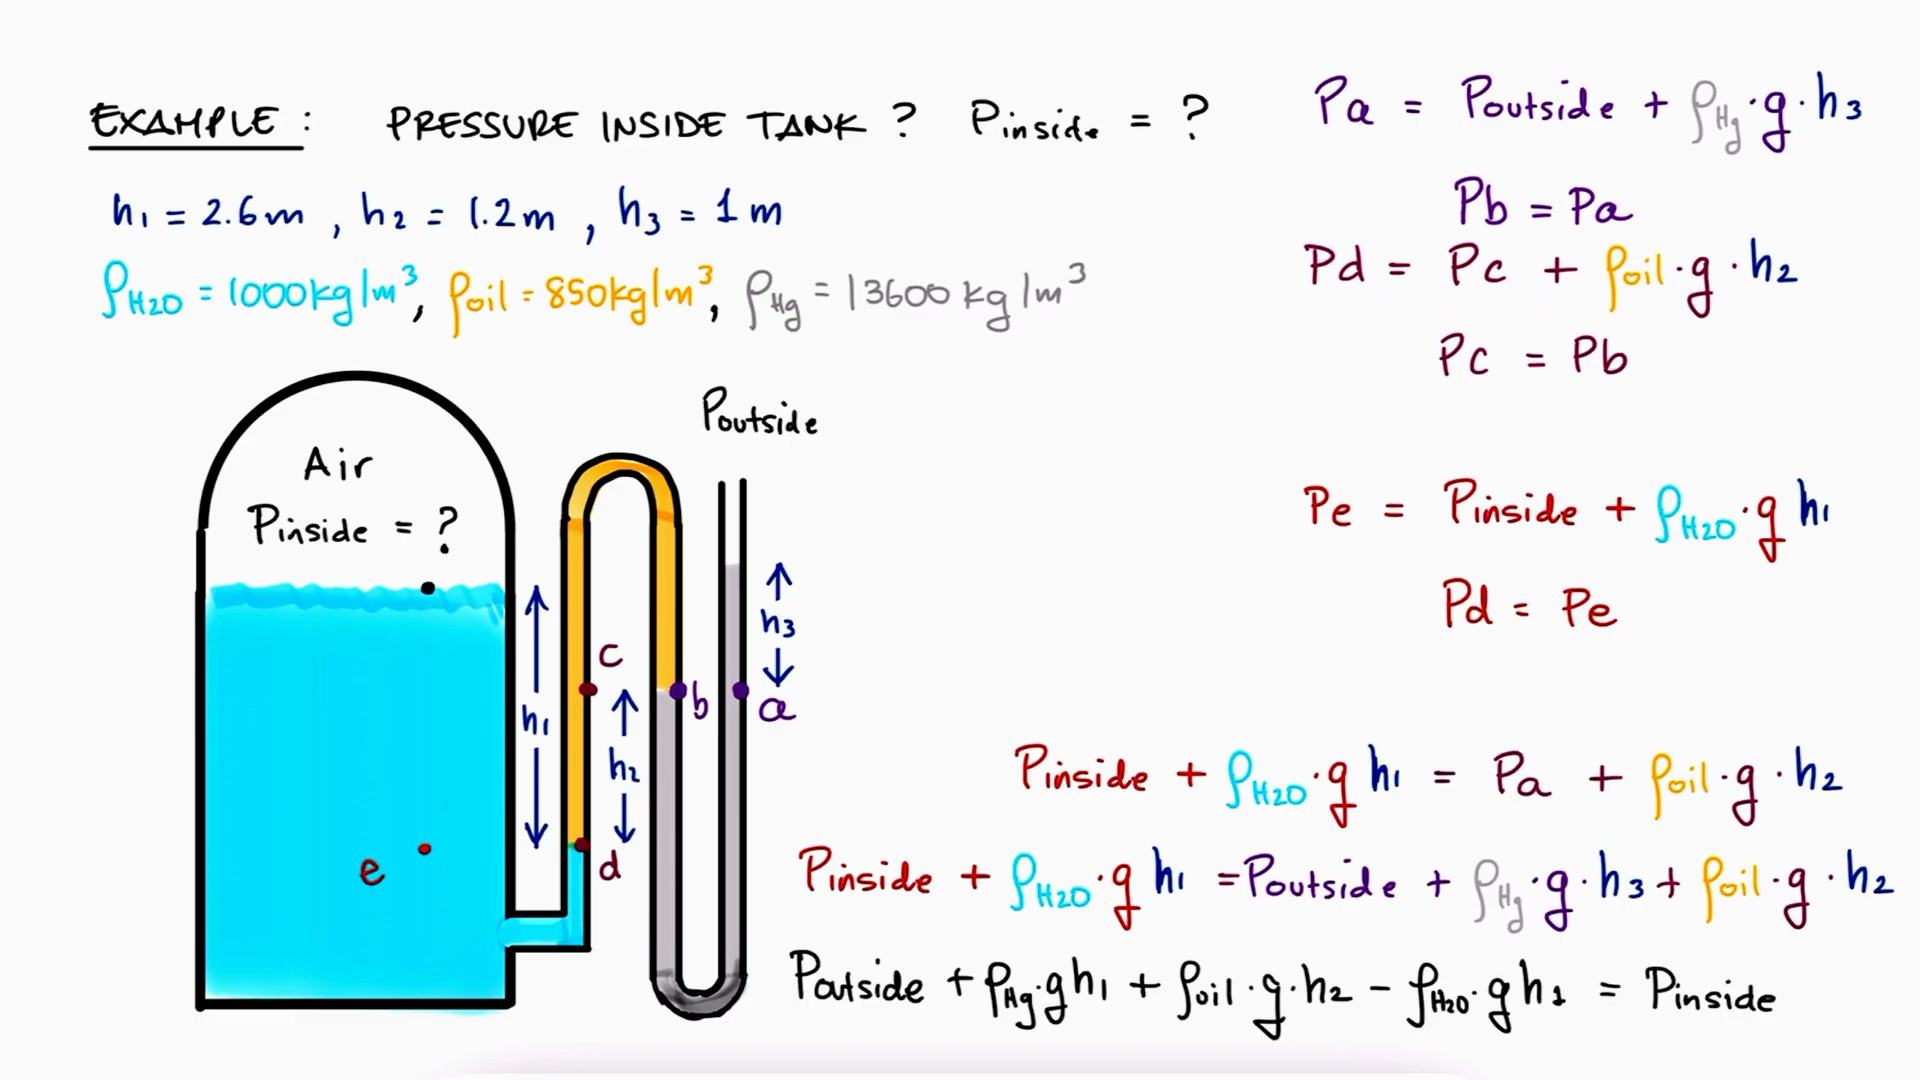 EXAMPLE: PRESSURE INSIDE TANK ? Pinside = ?
h1 = 2.6m , h2 = 1.2m , h3 = 1 m
ρH2O = 1000kg/m³, ρoil = 850kg/m³, ρHg = 13600 kg/m³
Air
Pinside = ?
Poutside
h1
h2
h3
c
b
a
d
e
Pa = Poutside + ρHg·g·h3
Pb = Pa
Pd = Pc + ρoil·g·h2
Pc = Pb
Pe = Pinside + ρH2O·g h1
Pd = Pe
Pinside + ρH2O·g h1 = Pa + ρoil·g·h2
Pinside + ρH2O·g h1 = Poutside + ρHg·g·h3 + ρoil·g·h2
Poutside + ρHg·g h1 + ρoil·g·h2 − ρH2O·g h1 = Pinside